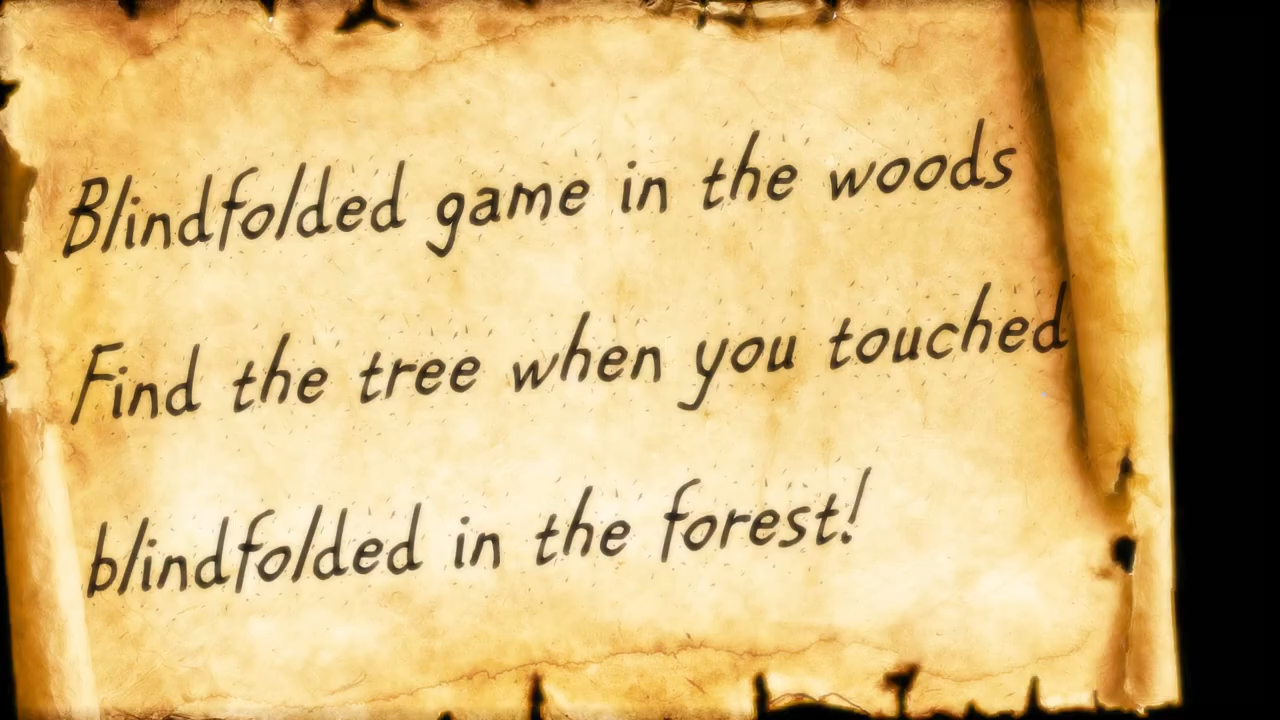 Blindfolded game in the woods
Find the tree when you touched
blindfolded in the forest!